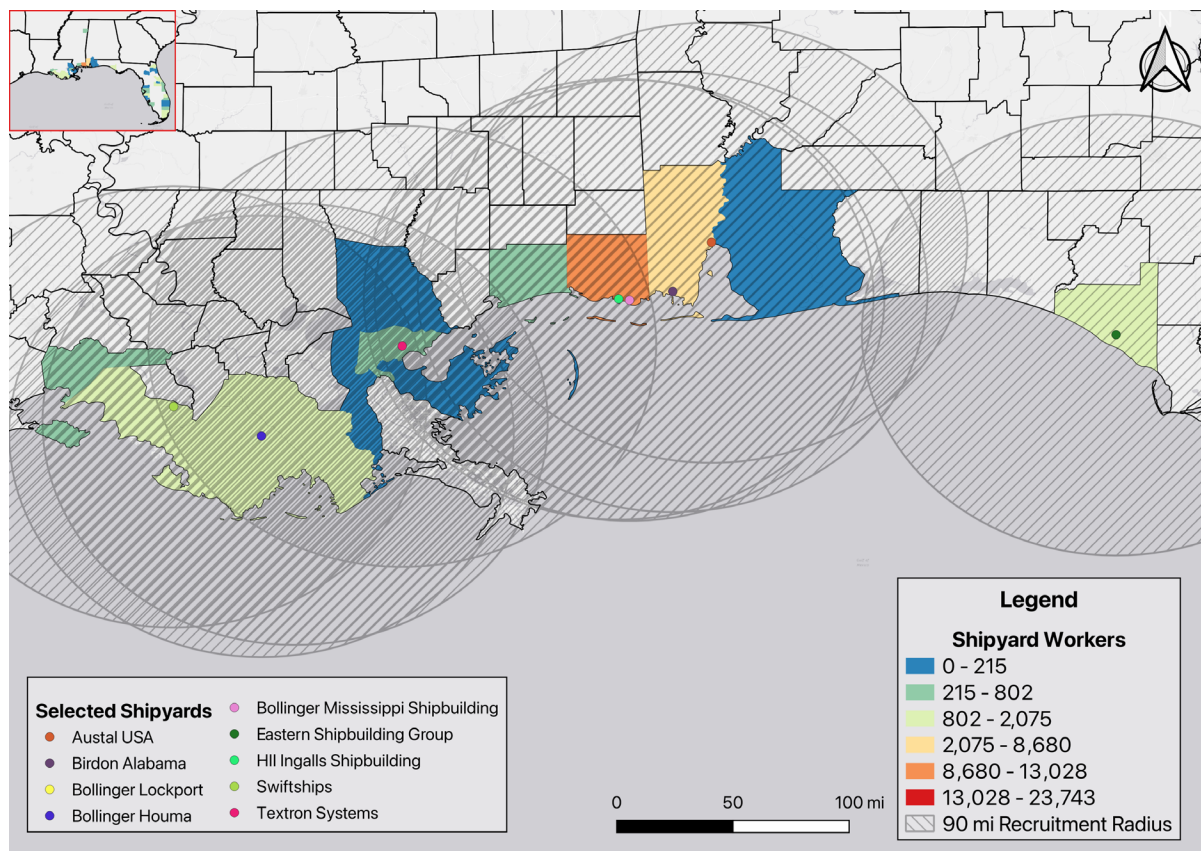 Selected Shipyards
Austal USA
Birdon Alabama
Bollinger Lockport
Bollinger Houma
Bollinger Mississippi Shipbuilding
Eastern Shipbuilding Group
HII Ingalls Shipbuilding
Swiftships
Textron Systems
0 50 100 mi
Legend
Shipyard Workers
0 - 215
215 - 802
802 - 2,075
2,075 - 8,680
8,680 - 13,028
13,028 - 23,743
90 mi Recruitment Radius